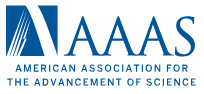 AAAS
AMERICAN ASSOCIATION FOR
THE ADVANCEMENT OF SCIENCE